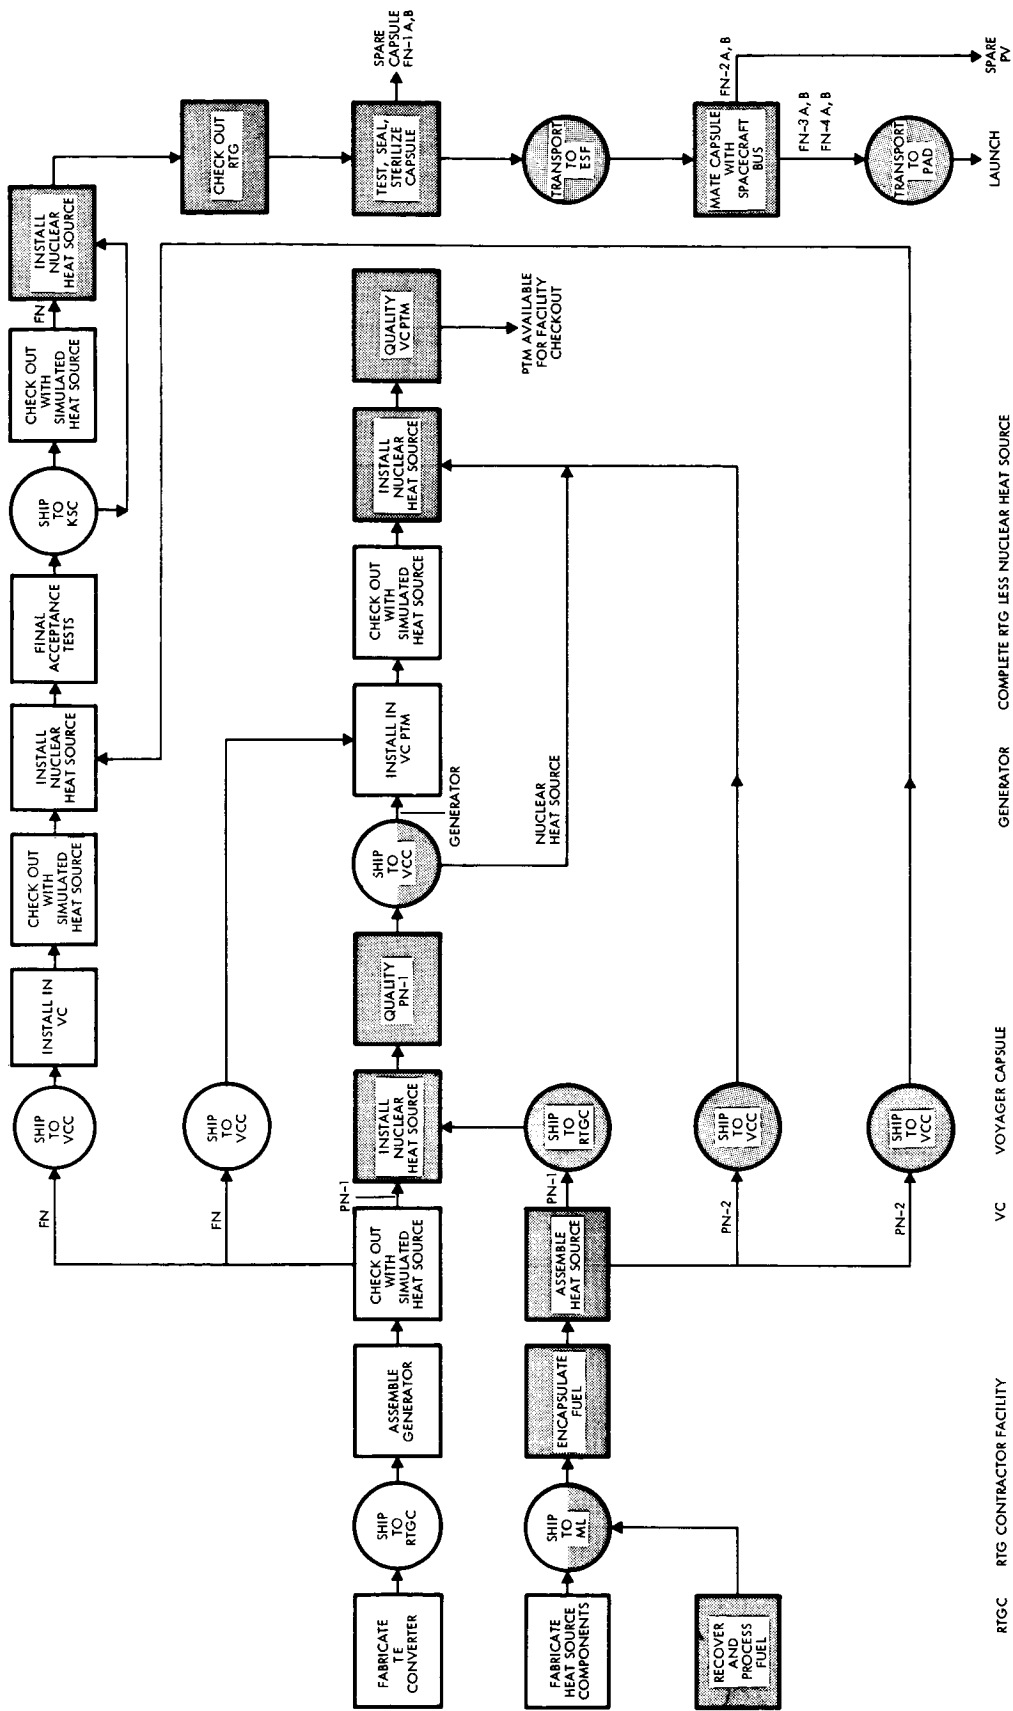 FABRICATE
TE
CONVERTER
SHIP
TO
RTGC
ASSEMBLE
GENERATOR
CHECK OUT
WITH
SIMULATED
HEAT SOURCE
FN
SHIP
TO
VCC
INSTALL IN
VC
CHECK OUT
WITH
SIMULATED
HEAT SOURCE
INSTALL
NUCLEAR
HEAT SOURCE
FINAL
ACCEPTANCE
TESTS
SHIP
TO
KSC
CHECK OUT
WITH
SIMULATED
HEAT SOURCE
FN
INSTALL
NUCLEAR
HEAT SOURCE
FN
SHIP
TO
VCC
PN-1
INSTALL
NUCLEAR
HEAT SOURCE
QUALITY
PN-1
SHIP
TO
VCC
GENERATOR
NUCLEAR
HEAT SOURCE
INSTALL IN
VC PTM
CHECK OUT
WITH
SIMULATED
HEAT SOURCE
INSTALL
NUCLEAR
HEAT SOURCE
QUALITY
VC PTM
PTM AVAILABLE
FOR FACILITY
CHECKOUT
CHECK OUT
RTG
TEST, SEAL,
STERILIZE
CAPSULE
SPARE
CAPSULE
FN-1 A,B
TRANSPORT
TO
ESF
MATE CAPSULE
WITH
SPACECRAFT
BUS
FN-2 A, B
FN-3 A, B
FN-4 A, B
SPARE
PV
TRANSPORT
TO
PAD
LAUNCH
FABRICATE
HEAT SOURCE
COMPONENTS
SHIP
TO
ML
ENCAPSULATE
FUEL
ASSEMBLE
HEAT SOURCE
PN-1
SHIP
TO
RTGC
RECOVER
AND
PROCESS
FUEL
PN-2
SHIP
TO
VCC
PN-2
SHIP
TO
VCC
RTGC RTG CONTRACTOR FACILITY
VC VOYAGER CAPSULE
GENERATOR COMPLETE RTG LESS NUCLEAR HEAT SOURCE